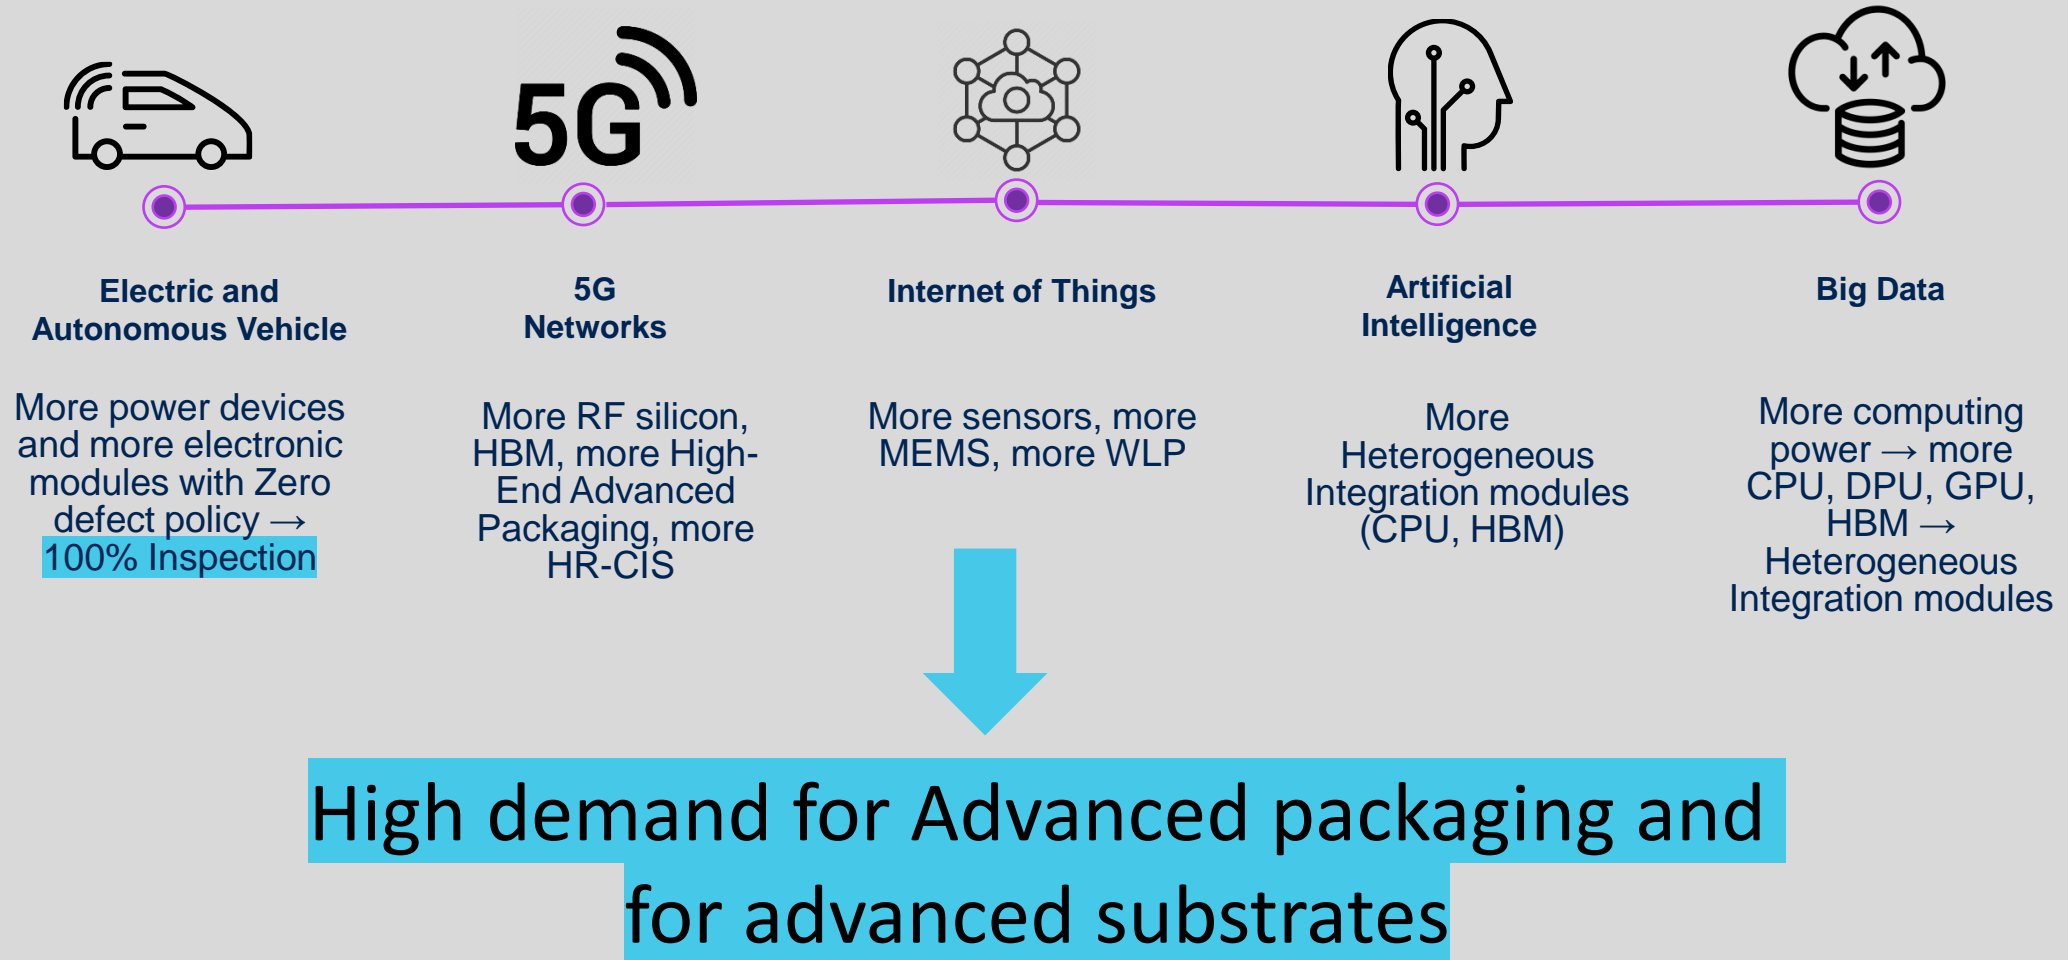 5G
Electric and
Autonomous Vehicle
5G
Networks
Internet of Things
Artificial
Intelligence
Big Data
More power devices
and more electronic
modules with Zero
defect policy →
100% Inspection
More RF silicon,
HBM, more High-
End Advanced
Packaging, more
HR-CIS
More sensors, more
MEMS, more WLP
More
Heterogeneous
Integration modules
(CPU, HBM)
More computing
power → more
CPU, DPU, GPU,
HBM →
Heterogeneous
Integration modules
High demand for Advanced packaging and
for advanced substrates